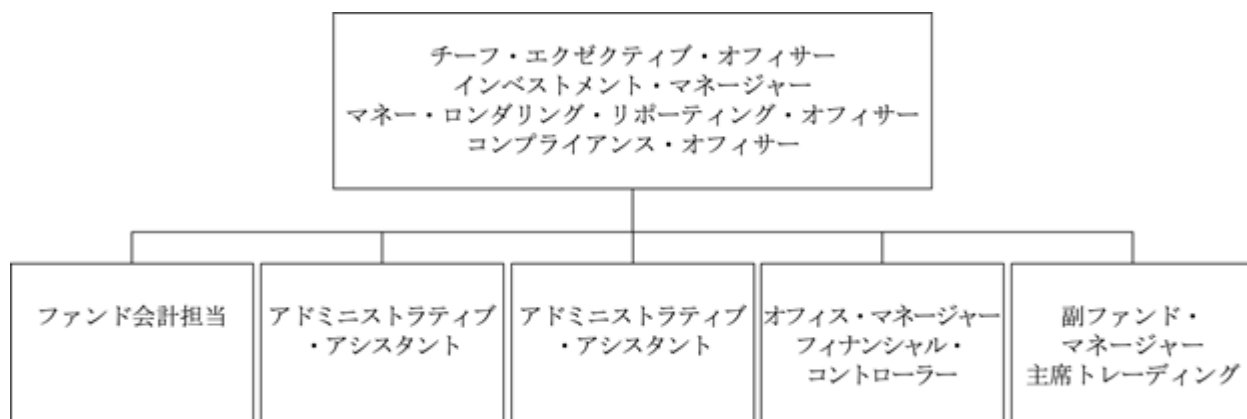 チーフ・エクゼクティブ・オフィサー
インベストメント・マネージャー
マネー・ロンダリング・リポーティング・オフィサー
コンプライアンス・オフィサー
ファンド会計担当
アドミニストラティブ
・アシスタント
アドミニストラティブ
・アシスタント
オフィス・マネージャー
フィナンシャル・
コントローラー
副ファンド・
マネージャー
主席トレーディング